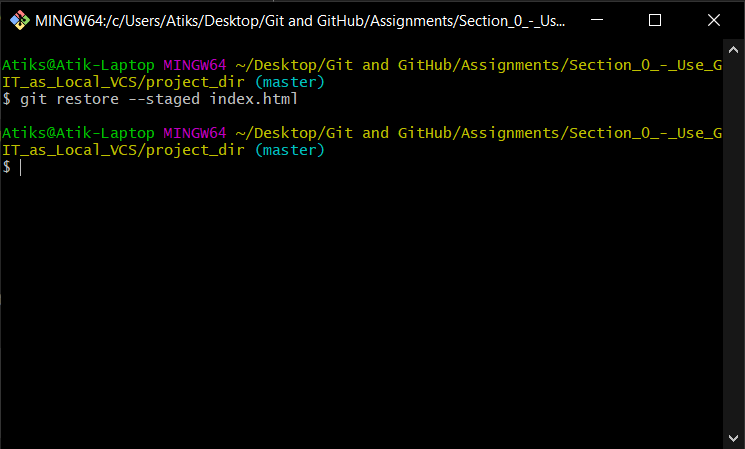 MINGW64:/c/Users/Atiks/Desktop/Git and GitHub/Assignments/Section_0_-_Us...
Atiks@Atik-Laptop MINGW64 ~/Desktop/Git and GitHub/Assignments/Section_0_-_Use_G
IT_as_Local_VCS/project_dir (master)
$ git restore --staged index.html
Atiks@Atik-Laptop MINGW64 ~/Desktop/Git and GitHub/Assignments/Section_0_-_Use_G
IT_as_Local_VCS/project_dir (master)
$